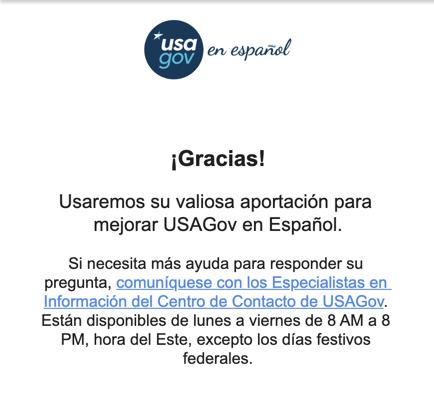 usa
gov
en español
¡Gracias!
Usaremos su valiosa aportación para
mejorar USAGov en Español.
Si necesita más ayuda para responder su
pregunta, comuníquese con los Especialistas en
Información del Centro de Contacto de USAGov.
Están disponibles de lunes a viernes de 8 AM a 8
PM, hora del Este, excepto los días festivos
federales.